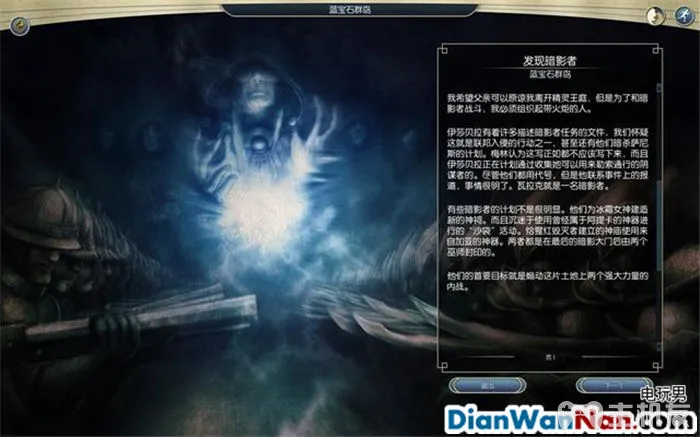 蓝宝石群岛
发现暗影者
蓝宝石群岛
我希望父亲可以原谅我离开精灵王庭，但是为了和暗
影者战斗，我必须组织起带火炬的人。
伊莎贝拉有着许多描述暗影者任务的文件，我们怀疑
这就是联邦入侵的行动之一，甚至还有他们暗杀萨尼
斯的计划。梅林认为这写正如都不应该写下来，而且
伊莎贝拉正在计划通过收集她可以用来勒索通行的阴
谋者的。尽管他们都用代号，但是他联系事件上的报
道，事情很明了。瓦拉克就是一名暗影者。
有些暗影者的计划不是很明显。他们为冰霜女神建造
新的神祠。而且沉迷于使用曾经属于阿提卡的神器进
行的“沙袋”活动。恰猩红毁灭者建立的神庙使用来
自加亚的神器。两者都是在最后的暗影大门后由两个
巫师封印的。
他们的首要目标就是煽动这片土地上两个强大力量的
内战。
页1
退出
下一个
电玩男
DianWanNan.com